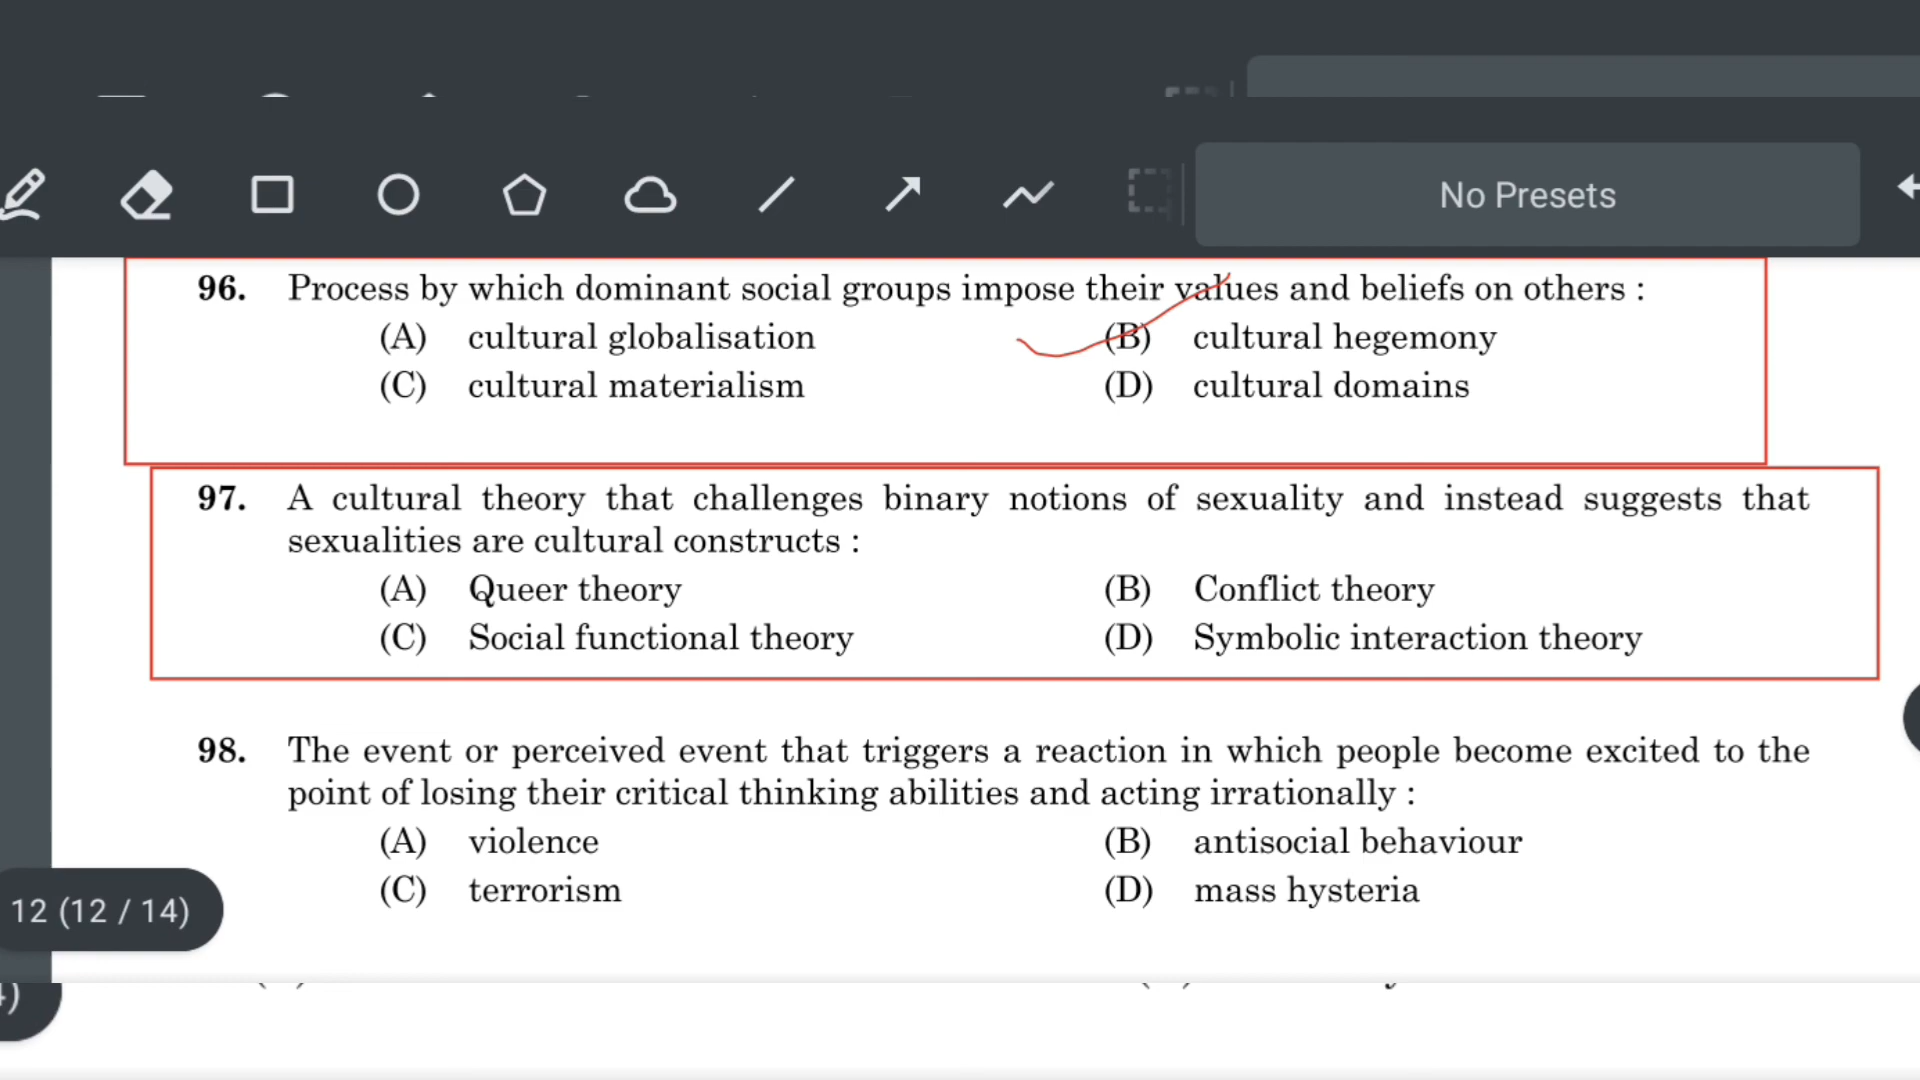 No Presets
96. Process by which dominant social groups impose their values and beliefs on others :
(A) cultural globalisation (B) cultural hegemony
(C) cultural materialism (D) cultural domains
97. A cultural theory that challenges binary notions of sexuality and instead suggests that
sexualities are cultural constructs :
(A) Queer theory (B) Conflict theory
(C) Social functional theory (D) Symbolic interaction theory
98. The event or perceived event that triggers a reaction in which people become excited to the
point of losing their critical thinking abilities and acting irrationally :
(A) violence (B) antisocial behaviour
(C) terrorism (D) mass hysteria
12 (12 / 14)